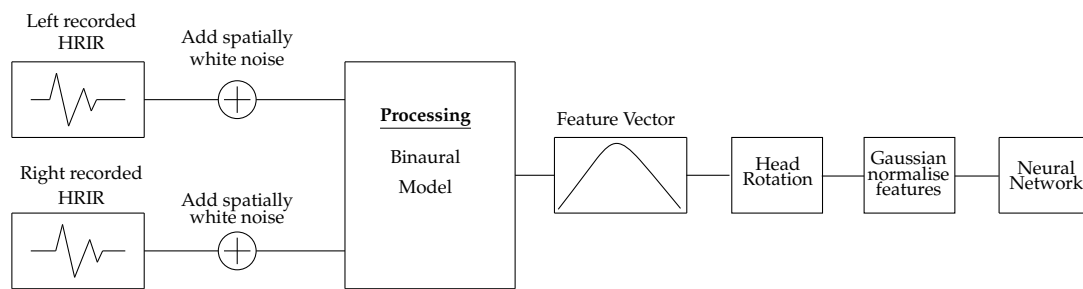 Left recorded
HRIR
Add spatially
white noise
Processing
Binaural
Model
Feature Vector
Head
Rotation
Gaussian
normalise
features
Neural
Network
Right recorded
HRIR
Add spatially
white noise